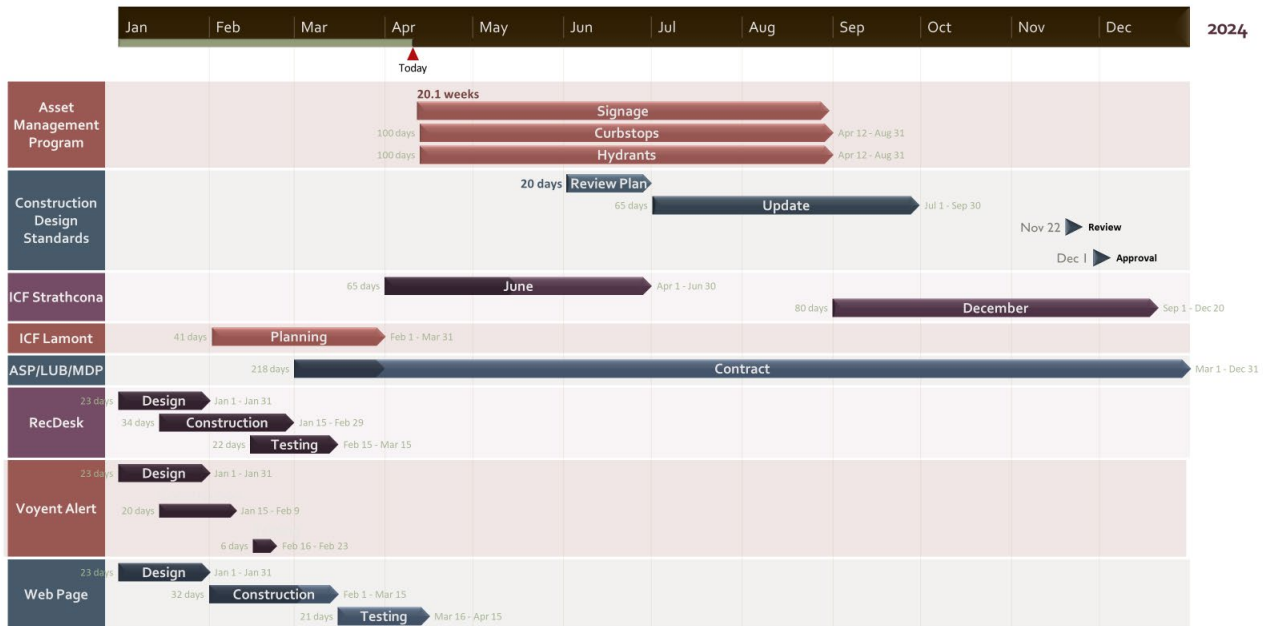 Jan Feb Mar Apr May Jun Jul Aug Sep Oct Nov Dec 2024
Today
Asset
Management
Program
20.1 weeks
Signage
100 days Curbstops Apr 12 - Aug 31
100 days Hydrants Apr 12 - Aug 31
Construction
Design
Standards
20 days Review Plan
65 days Update Jul 1 - Sep 30
Nov 22 Review
Dec 1 Approval
ICF Strathcona
65 days June Apr 1 - Jun 30
80 days December Sep 1 - Dec 20
ICF Lamont
41 days Planning Feb 1 - Mar 31
ASP/LUB/MDP
218 days Contract Mar 1 - Dec 31
RecDesk
23 days Design Jan 1 - Jan 31
34 days Construction Jan 15 - Feb 29
22 days Testing Feb 15 - Mar 15
Voyent Alert
23 days Design Jan 1 - Jan 31
20 days Jan 15 - Feb 9
6 days Feb 16 - Feb 23
Web Page
23 days Design Jan 1 - Jan 31
32 days Construction Feb 1 - Mar 15
21 days Testing Mar 16 - Apr 15